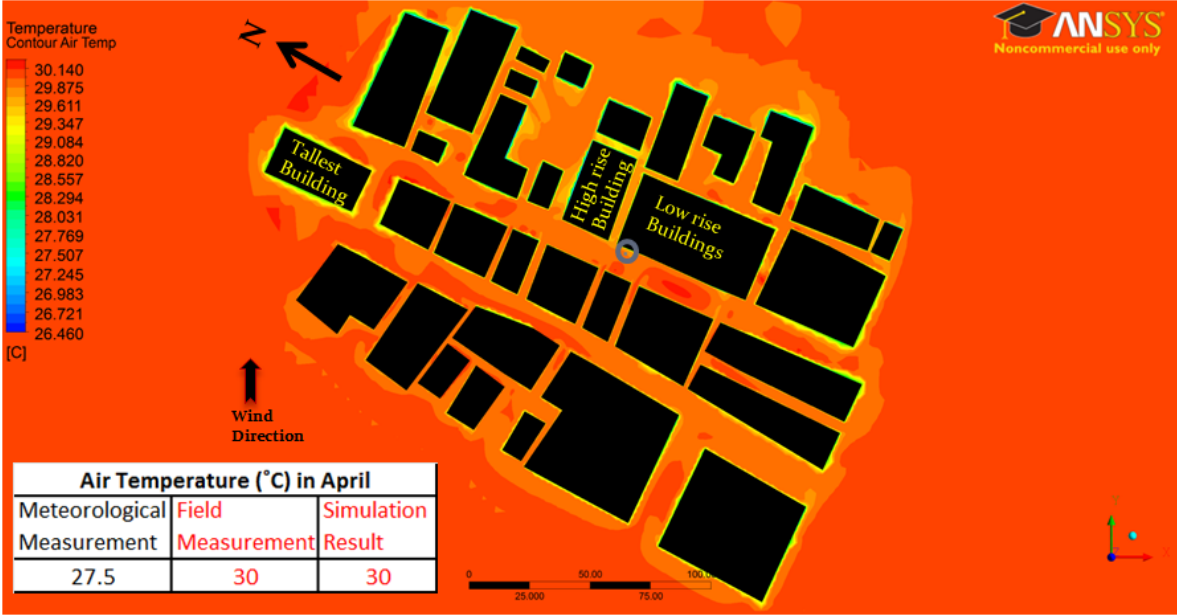 Temperature
Contour Air Temp
30.140
29.875
29.611
29.347
29.084
28.820
28.557
28.294
28.031
27.769
27.507
27.245
26.983
26.721
26.460
[C]
N
ANSYS
Noncommercial use only
Tallest
Building
High rise
Building
Low rise
Buildings
Wind
Direction
Air Temperature (˚C) in April
Meteorological Measurement
Field Measurement
Simulation Result
27.5 30 30
0 50.00 100.0
25.000 75.00
Y
X
Z